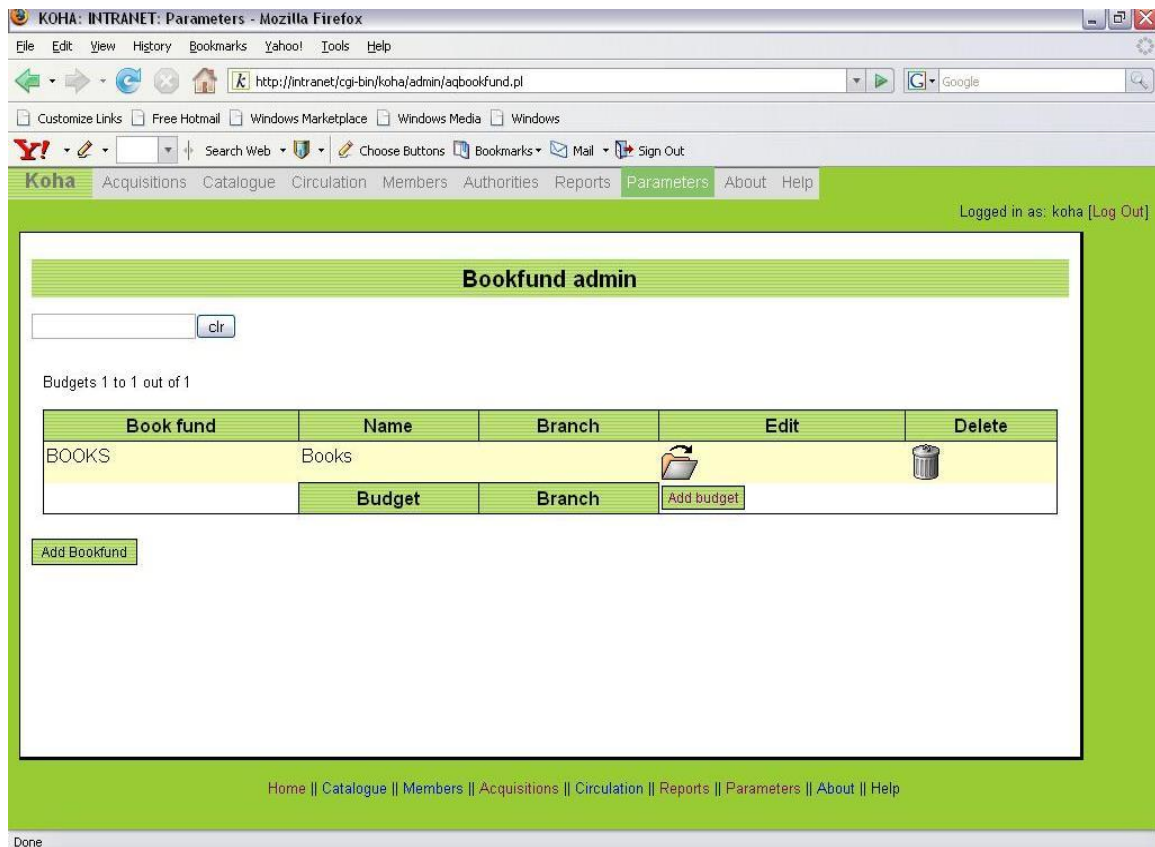 KOHA: INTRANET: Parameters - Mozilla Firefox
File Edit View History Bookmarks Yahoo! Tools Help
k http://intranet/cgi-bin/koha/admin/aqbookfund.pl G Google
Customize Links Free Hotmail Windows Marketplace Windows Media Windows
Y! Search Web Choose Buttons Bookmarks Mail Sign Out
Koha Acquisitions Catalogue Circulation Members Authorities Reports Parameters About Help
Logged in as: koha [Log Out]
Bookfund admin
clr
Budgets 1 to 1 out of 1
Book fund Name Branch Edit Delete
BOOKS Books
Budget Branch Add budget
Add Bookfund
Home || Catalogue || Members || Acquisitions || Circulation || Reports || Parameters || About || Help
Done